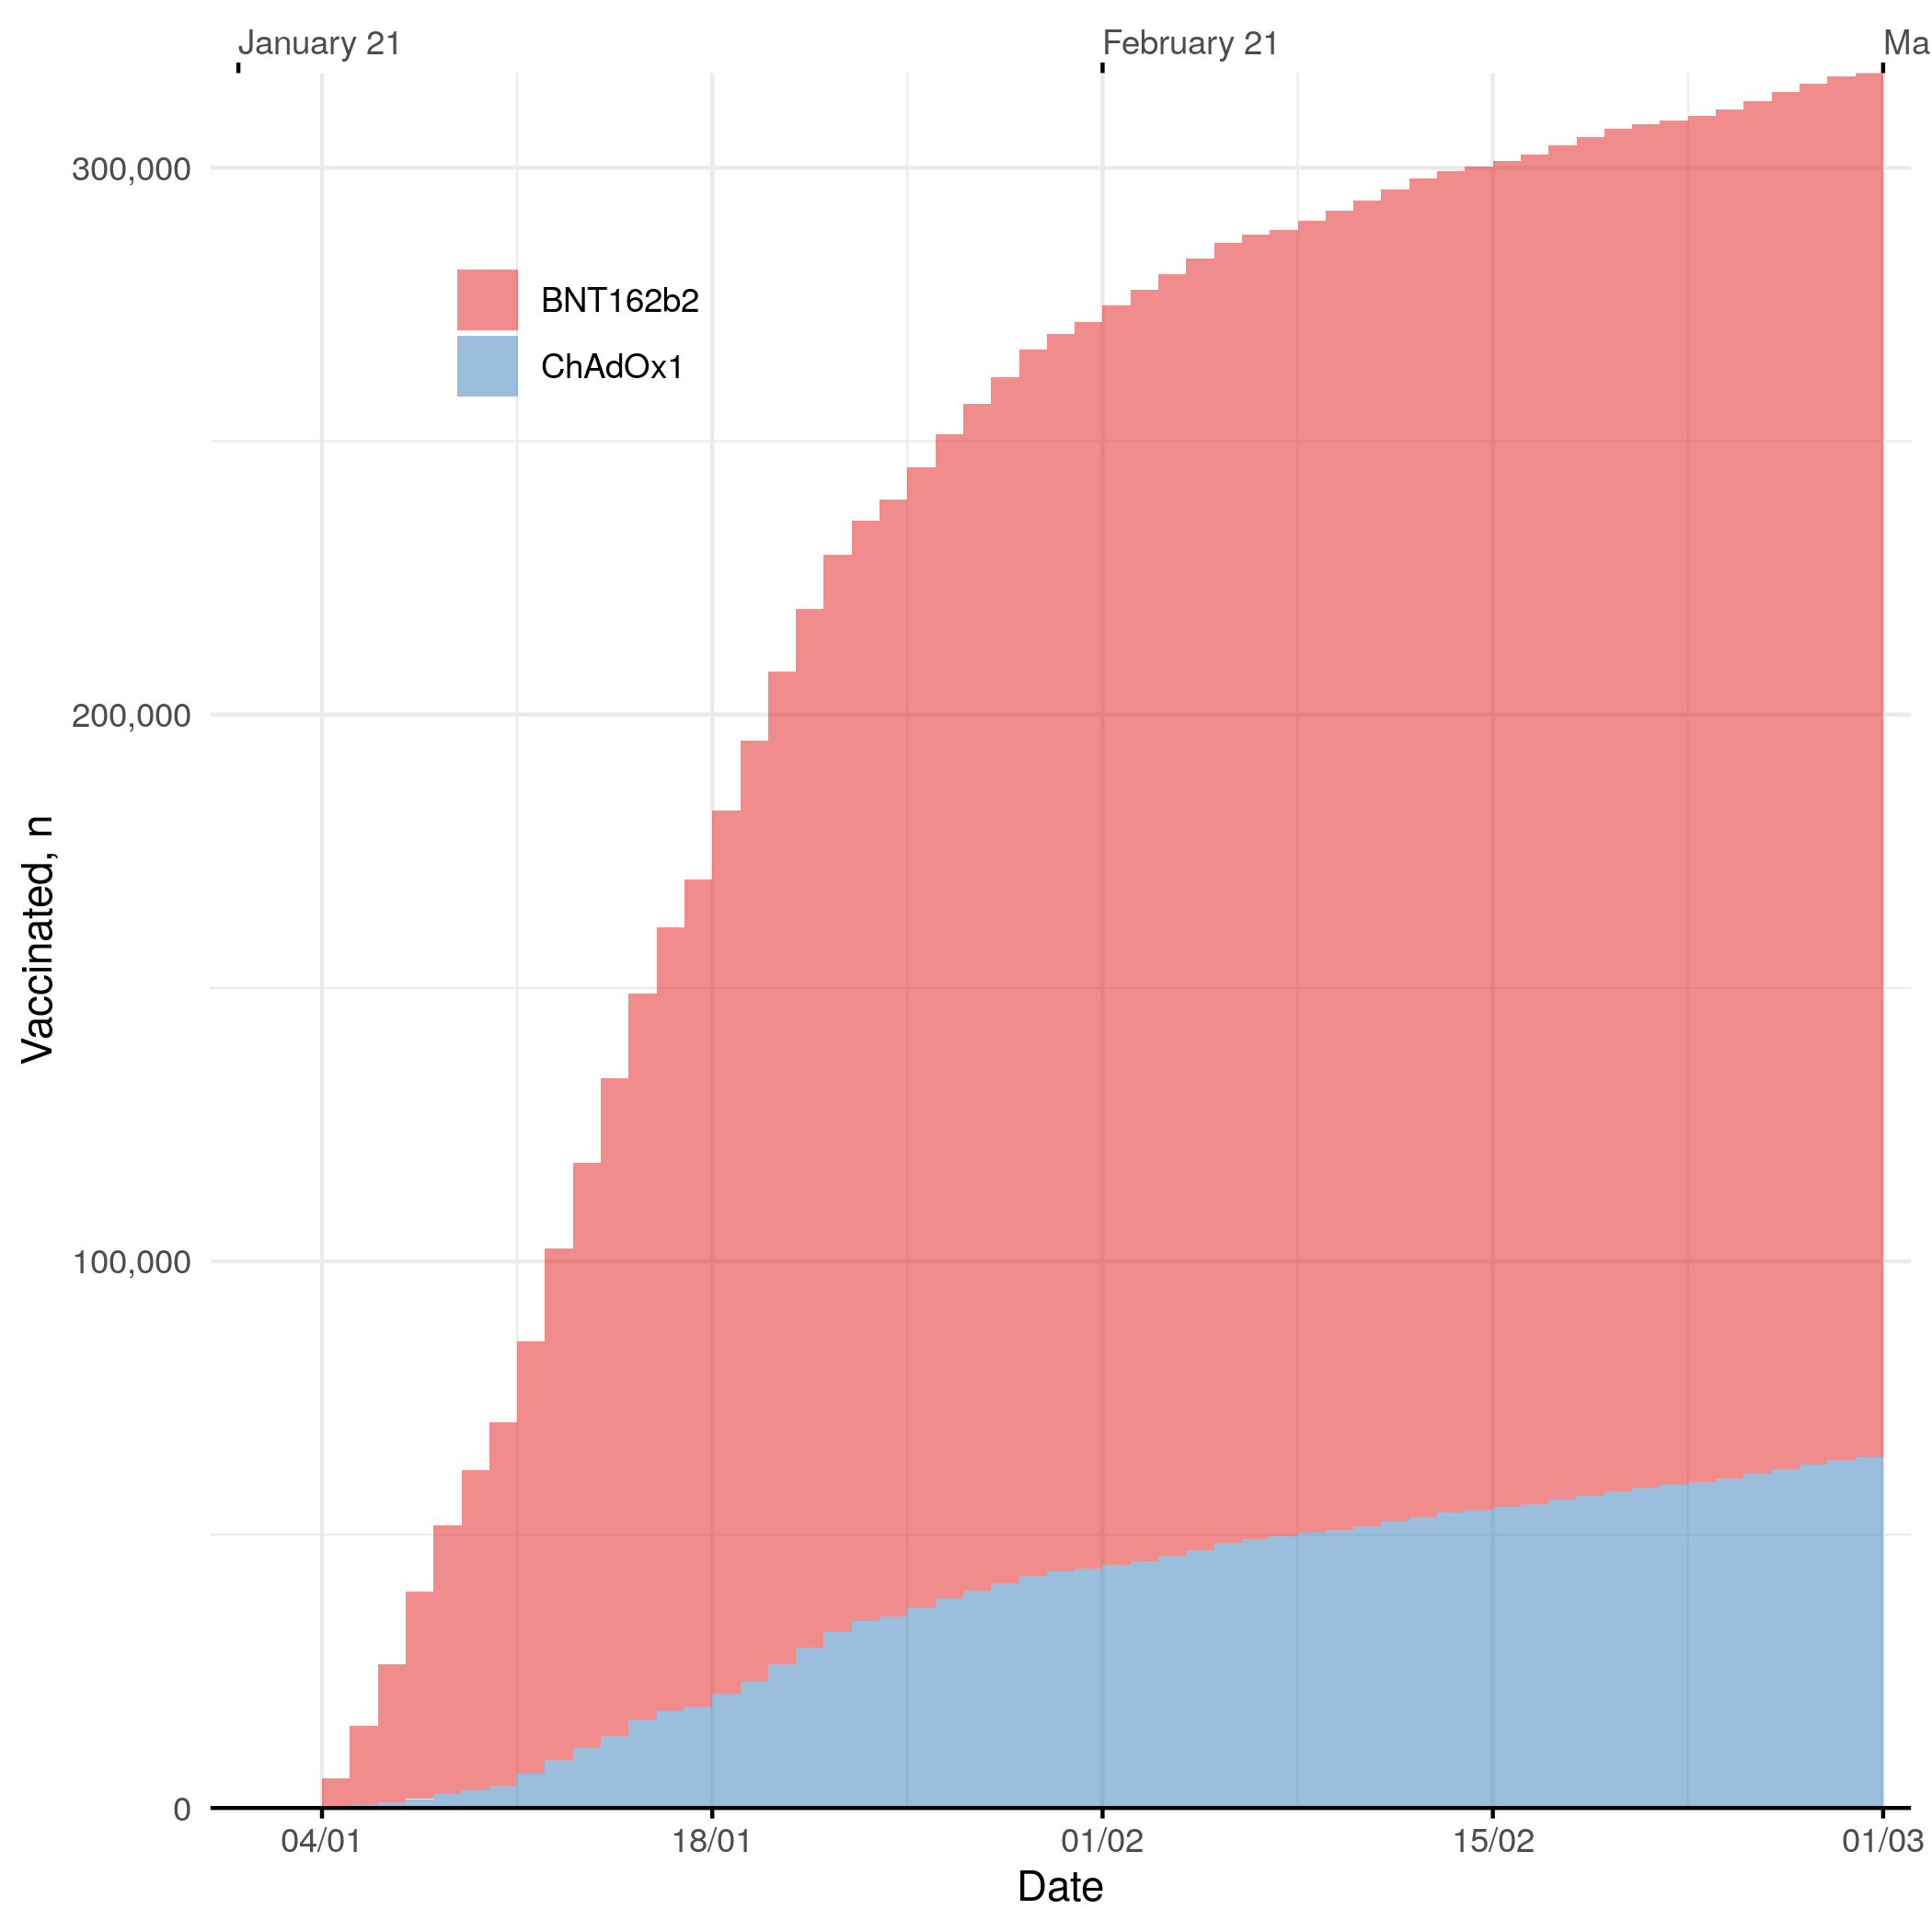 January 21
February 21
Ma
300,000
BNT162b2
ChAdOx1
200,000
Vaccinated, n
100,000
0
04/01
18/01
01/02
15/02
01/03
Date